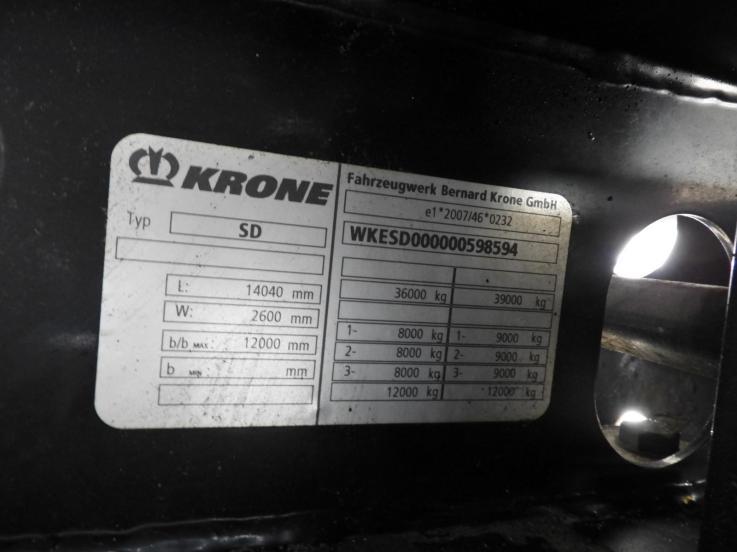 KRONE
Typ SD
L: 14040 mm
W: 2600 mm
b/b MAX: 12000 mm
b MIN mm
Fahrzeugwerk Bernard Krone GmbH
e1*2007/46*0232
WKESD000000598594
36000 kg 39000 kg
1- 8000 kg 1- 9000 kg
2- 8000 kg 2- 9000 kg
3- 8000 kg 3- 9000 kg
12000 kg 12000 kg